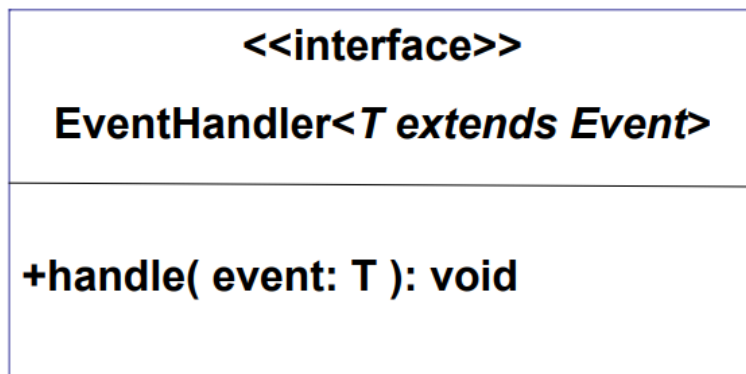 <<interface>>
EventHandler<T extends Event>
+handle( event: T ): void